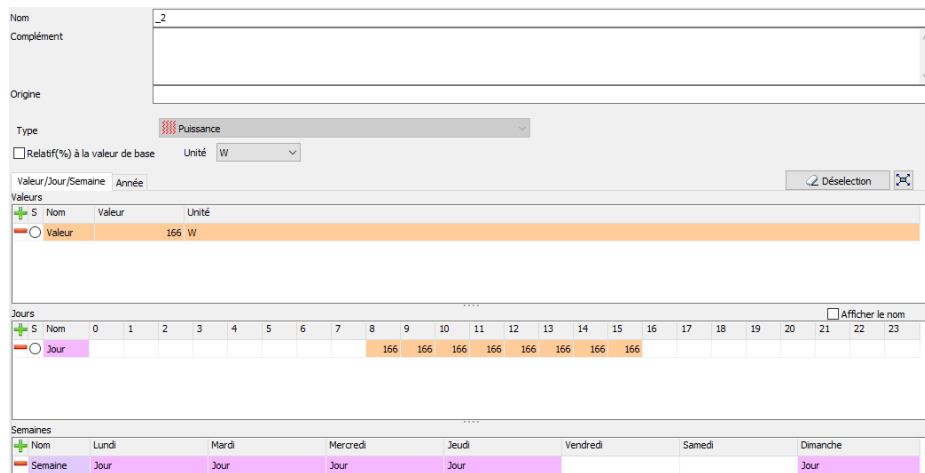 Nom _2
Complément
Origine
Type Puissance
Relatif(%) à la valeur de base Unité W
Valeur/Jour/Semaine Année Déselection
Valeurs
S Nom Valeur Unité
Valeur 166 W
Jours Afficher le nom
S Nom 0 1 2 3 4 5 6 7 8 9 10 11 12 13 14 15 16 17 18 19 20 21 22 23
Jour 166 166 166 166 166 166 166 166
Semaines
Nom Lundi Mardi Mercredi Jeudi Vendredi Samedi Dimanche
Semaine Jour Jour Jour Jour Jour